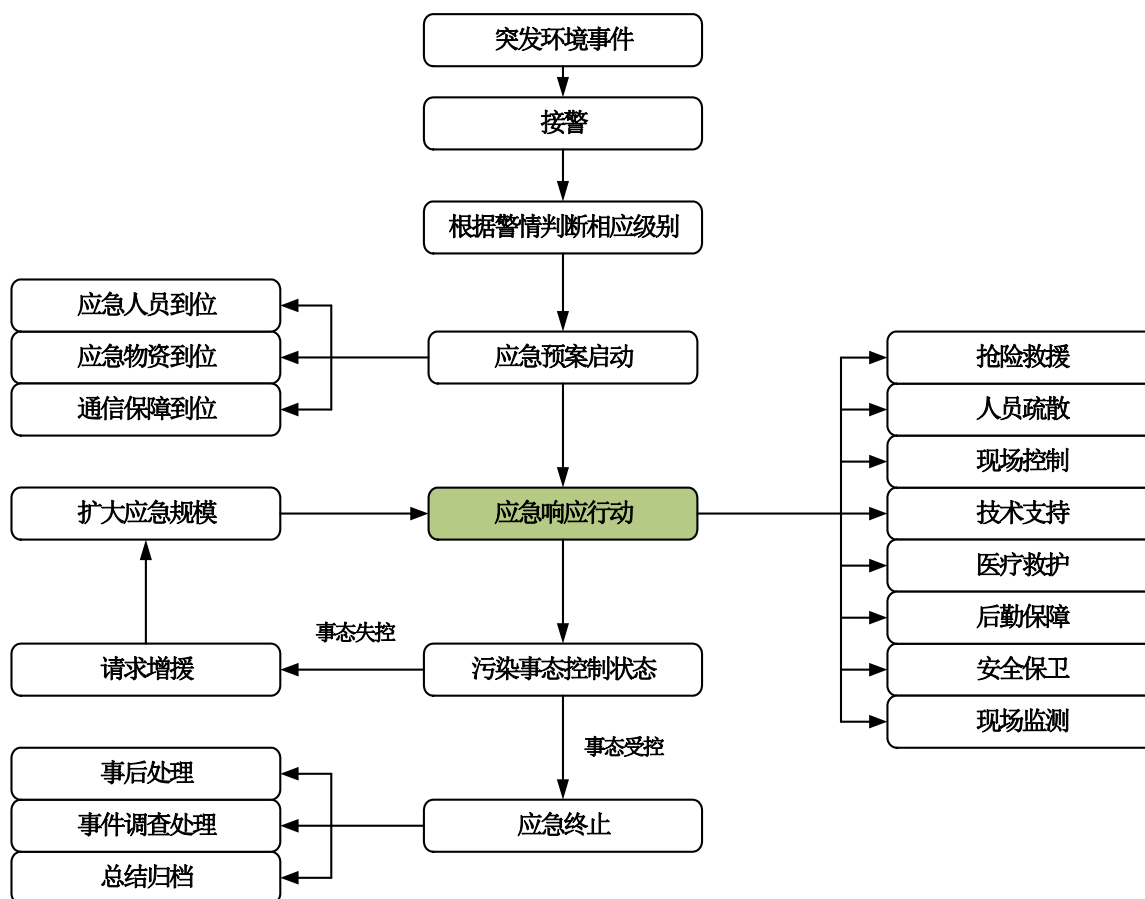 突发环境事件
接警
根据警情判断相应级别
应急人员到位
应急物资到位
通信保障到位
应急预案启动
抢险救援
人员疏散
现场控制
技术支持
医疗救护
后勤保障
安全保卫
现场监测
扩大应急规模
应急响应行动
事态失控
请求增援
污染事态控制状态
事态受控
事后处理
事件调查处理
总结归档
应急终止